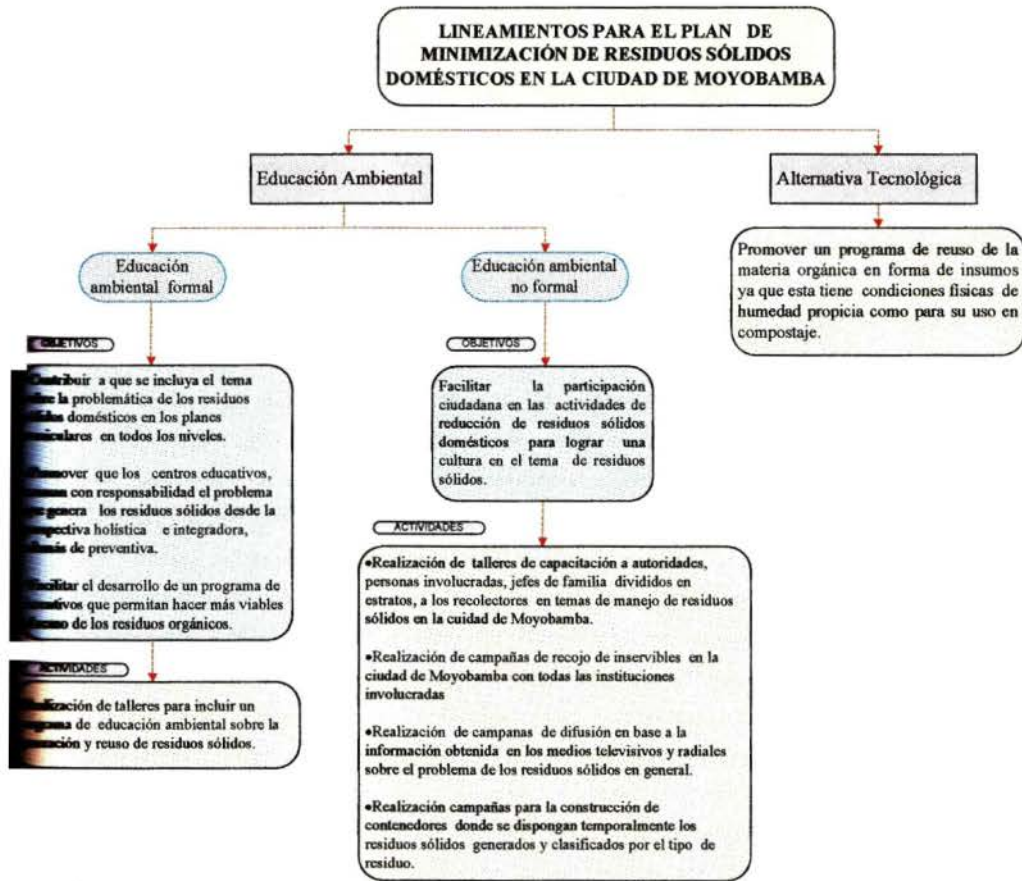 LINEAMIENTOS PARA EL PLAN DE
MINIMIZACIÓN DE RESIDUOS SÓLIDOS
DOMÉSTICOS EN LA CIUDAD DE MOYOBAMBA
Educación Ambiental
Alternativa Tecnológica
Promover un programa de reuso de la
materia orgánica en forma de insumos
ya que esta tiene condiciones físicas de
humedad propicia como para su uso en
compostaje.
Educación
ambiental formal
OBJETIVOS
a que se incluya el tema
la problemática de los residuos
domésticos en los planes
en todos los niveles.
que los centros educativos,
con responsabilidad el problema
genera los residuos sólidos desde la
holística e integradora,
de preventiva.
el desarrollo de un programa de
que permitan hacer más viables
de los residuos orgánicos.
ACTIVIDADES
de talleres para incluir un
de educación ambiental sobre la
y reuso de residuos sólidos.
Educación ambiental
no formal
OBJETIVOS
Facilitar la participación
ciudadana en las actividades de
reducción de residuos sólidos
domésticos para lograr una
cultura en el tema de residuos
sólidos.
ACTIVIDADES
•Realización de talleres de capacitación a autoridades,
personas involucradas, jefes de familia divididos en
estratos, a los recolectores en temas de manejo de residuos
sólidos en la cuidad de Moyobamba.
•Realización de campañas de recojo de inservibles en la
ciudad de Moyobamba con todas las instituciones
involucradas
•Realización de campanas de difusión en base a la
información obtenida en los medios televisivos y radiales
sobre el problema de los residuos sólidos en general.
•Realización campañas para la construcción de
contenedores donde se dispongan temporalmente los
residuos sólidos generados y clasificados por el tipo de
residuo.